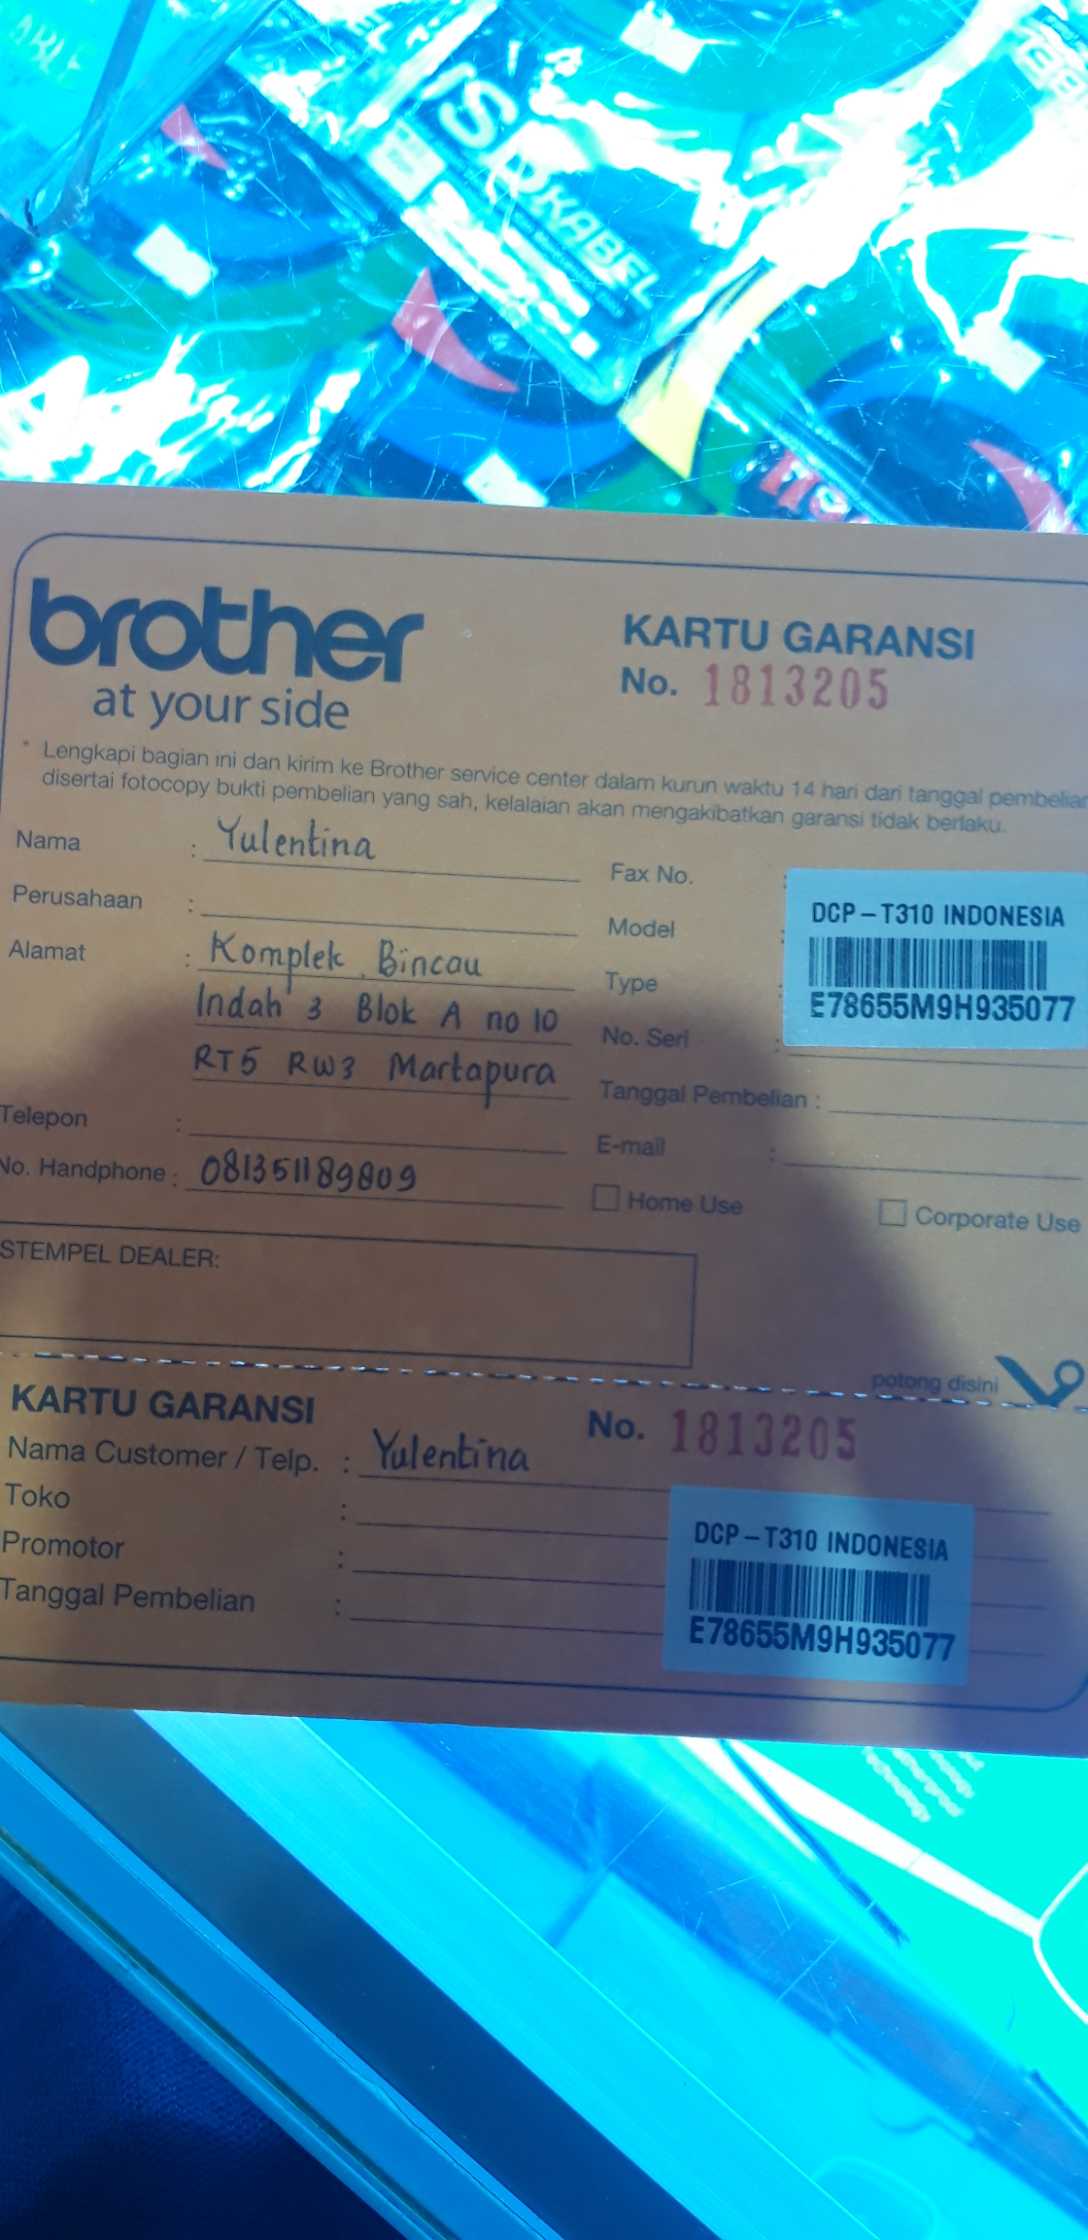 KABEL
brother
at your side
KARTU GARANSI
No. 1813205
* Lengkapi bagian ini dan kirim ke Brother service center dalam kurun waktu 14 hari dari tanggal pembelian
disertai fotocopy bukti pembelian yang sah, kelalaian akan mengakibatkan garansi tidak berlaku.
Nama : Yulentina
Perusahaan :
Alamat : Komplek Bincau
Indah 3 Blok A no 10
RT5 RW3 Martapura
Telepon :
No. Handphone : 081351189809
Fax No. :
Model :
Type :
No. Seri :
DCP-T310 INDONESIA
E78655M9H935077
Tanggal Pembelian :
E-mail :
Home Use
Corporate Use
STEMPEL DEALER:
potong disini
KARTU GARANSI
No. 1813205
Nama Customer / Telp. : Yulentina
Toko :
Promotor :
Tanggal Pembelian :
DCP-T310 INDONESIA
E78655M9H935077